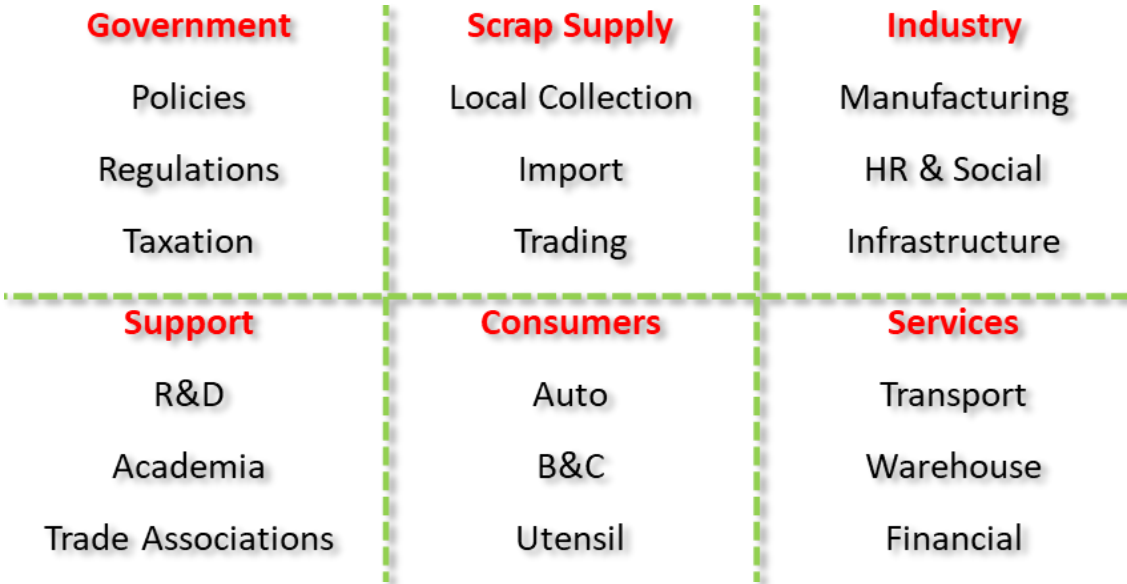 Government
Policies
Regulations
Taxation
Scrap Supply
Local Collection
Import
Trading
Industry
Manufacturing
HR & Social
Infrastructure
Support
R&D
Academia
Trade Associations
Consumers
Auto
B&C
Utensil
Services
Transport
Warehouse
Financial